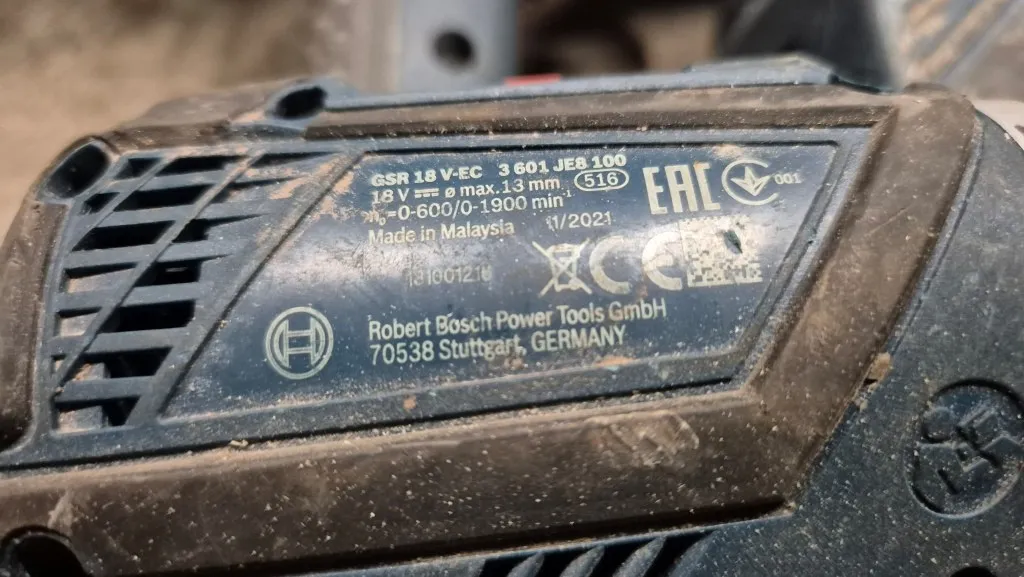 GSR 18 V-EC 3 601 JE8 100
18 V ⎓ ø max. 13 mm 516
n₀=0-600/0-1900 min⁻¹
Made in Malaysia 1/2021
EAC 001
CE
Robert Bosch Power Tools GmbH
70538 Stuttgart, GERMANY